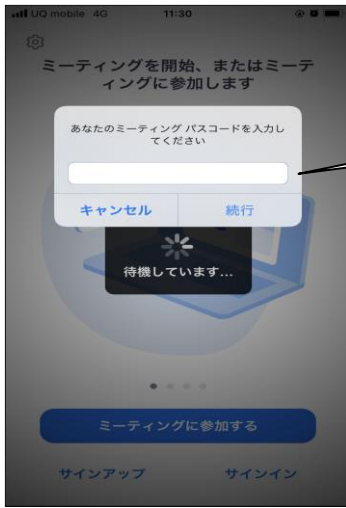 UQ mobile 4G 11:30
ミーティングを開始、またはミーテ
ィングに参加します
あなたのミーティング パスコードを入力し
てください
キャンセル 続行
待機しています...
ミーティングに参加する
サインアップ サインイン